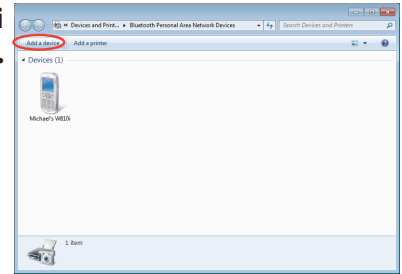 i
« Devices and Print... ▸ Bluetooth Personal Area Network Devices
Search Devices and Printers
Add a device
Add a printer
Devices (1)
Michael's W810i
1 item